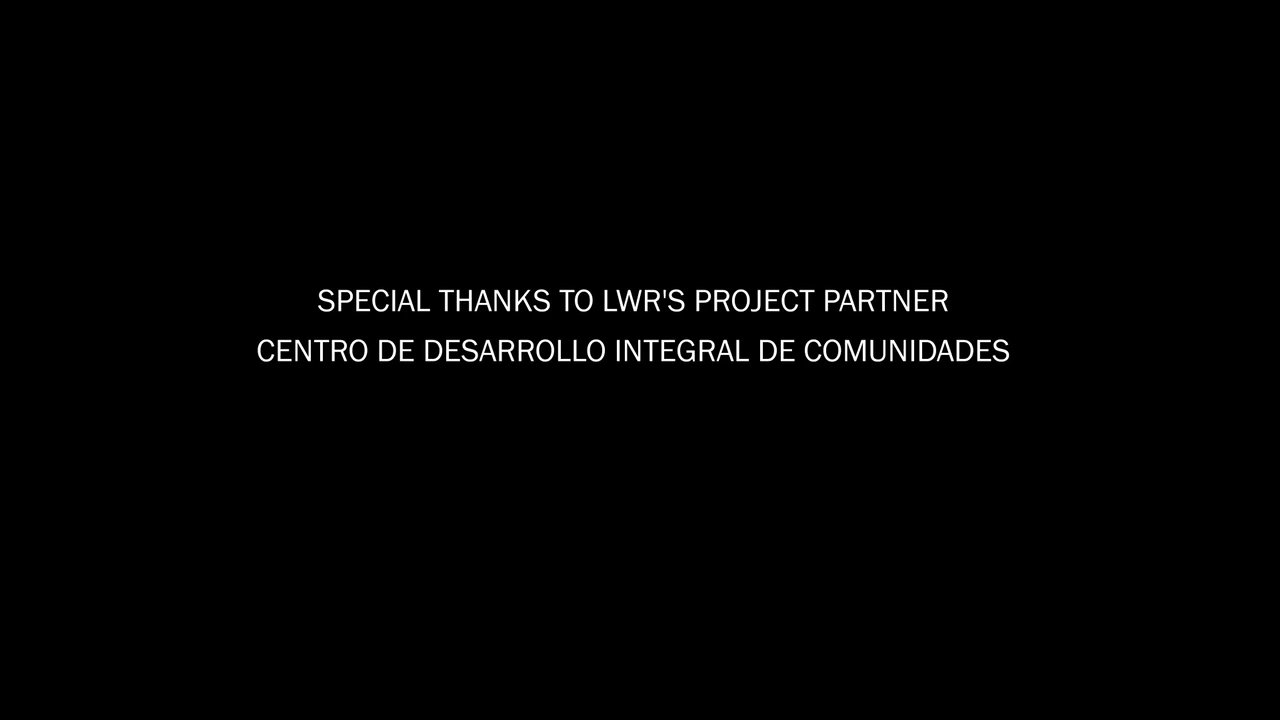 SPECIAL THANKS TO LWR'S PROJECT PARTNER
CENTRO DE DESARROLLO INTEGRAL DE COMUNIDADES